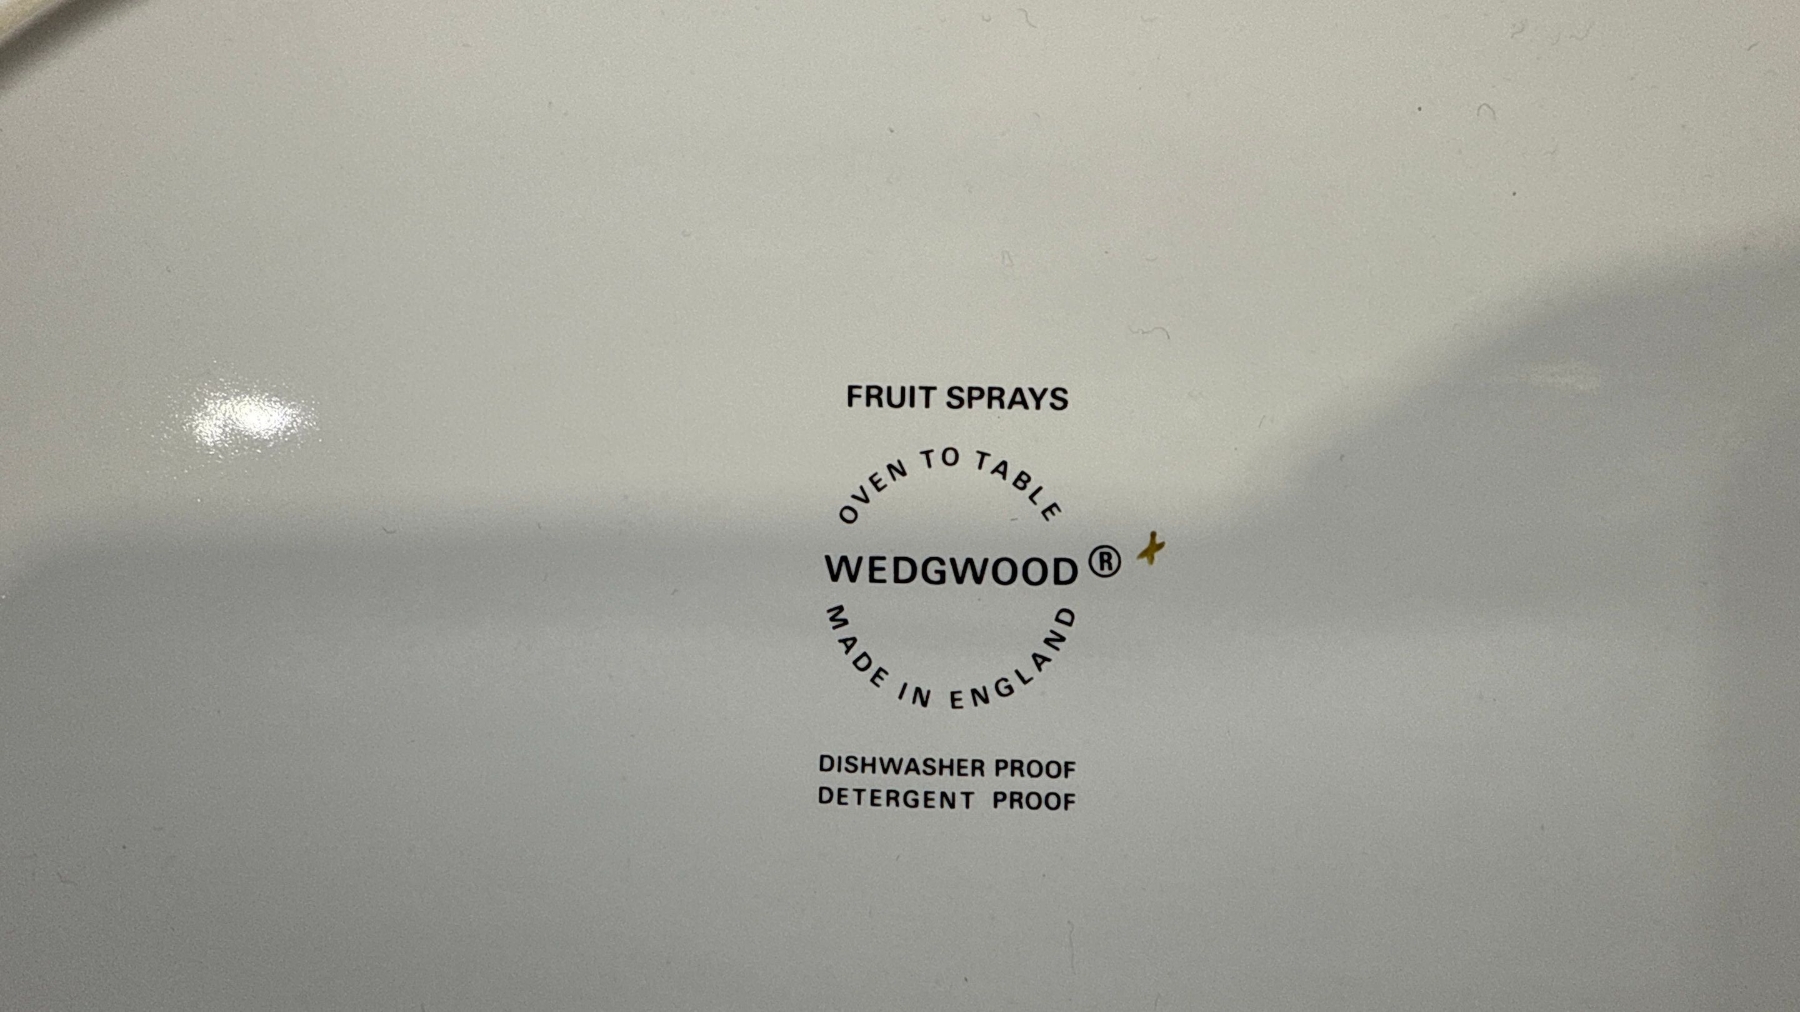 FRUIT SPRAYS
OVEN TO TABLE
WEDGWOOD®
MADE IN ENGLAND
DISHWASHER PROOF
DETERGENT PROOF